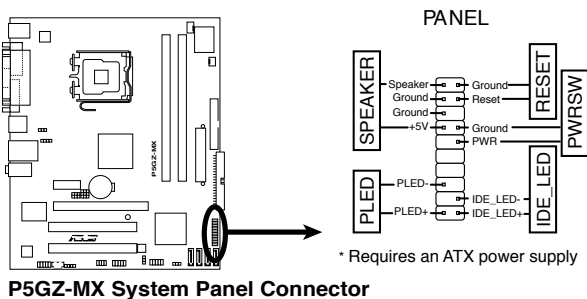 PANEL
SPEAKER
Speaker
Ground
Ground
+5V
Ground
Reset
Ground
PWR
RESET
PWRSW
PLED
PLED-
PLED+
IDE_LED-
IDE_LED+
IDE_LED
P5GZ-MX
ASUS
* Requires an ATX power supply
P5GZ-MX System Panel Connector